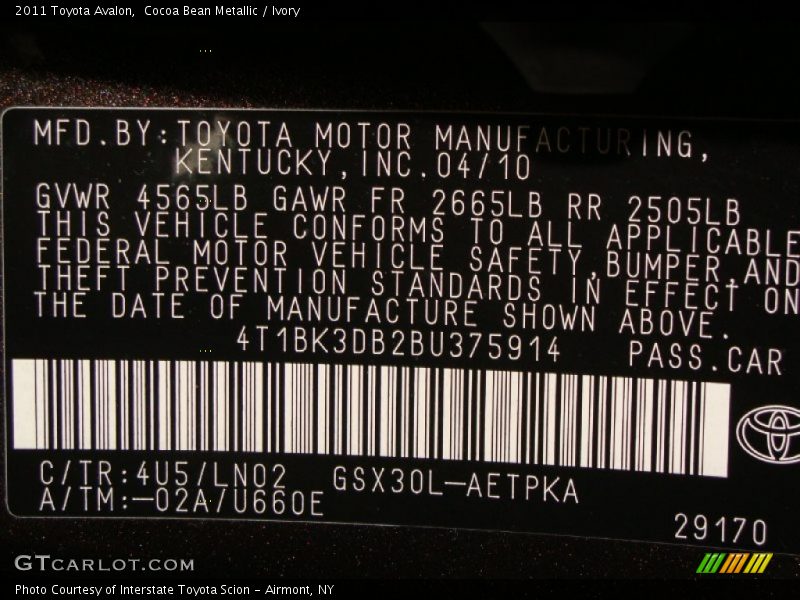 2011 Toyota Avalon,  Cocoa Bean Metallic / Ivory
MFD.BY:TOYOTA MOTOR MANUFACTURING,
KENTUCKY,INC.04/10
GVWR 4565LB GAWR FR 2665LB RR 2505LB
THIS VEHICLE CONFORMS TO ALL APPLICABLE
FEDERAL MOTOR VEHICLE SAFETY,BUMPER,AND
THEFT PREVENTION STANDARDS IN EFFECT ON
THE DATE OF MANUFACTURE SHOWN ABOVE.
4T1BK3DB2BU375914 PASS.CAR
C/TR:4U5/LN02 GSX30L-AETPKA
A/TM:-02A/U660E
29170
GTCARLOT.COM
Photo Courtesy of Interstate Toyota Scion - Airmont, NY